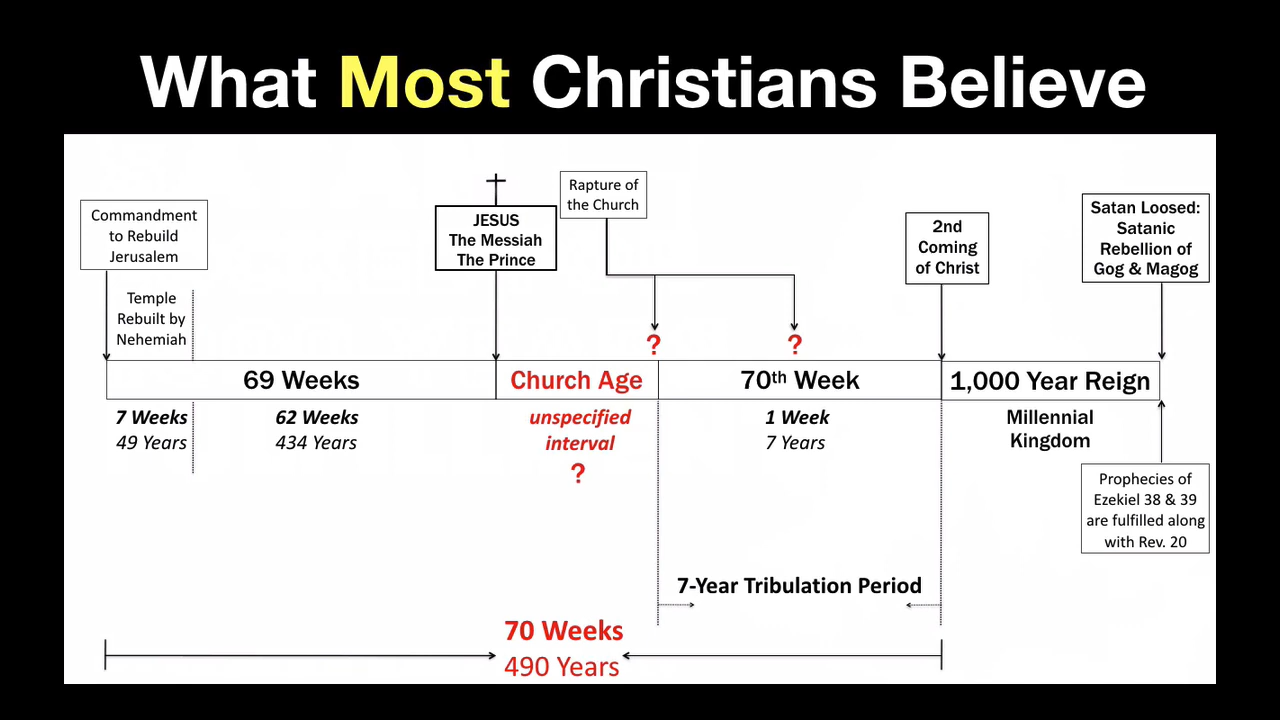 What Most Christians Believe
Commandment
to Rebuild
Jerusalem
Temple
Rebuilt by
Nehemiah
JESUS
The Messiah
The Prince
Rapture of
the Church
2nd
Coming
of Christ
Satan Loosed:
Satanic
Rebellion of
Gog & Magog
?
?
69 Weeks
Church Age
70th Week
1,000 Year Reign
7 Weeks
49 Years
62 Weeks
434 Years
unspecified
interval
?
1 Week
7 Years
Millennial
Kingdom
Prophecies of
Ezekiel 38 & 39
are fulfilled along
with Rev. 20
7-Year Tribulation Period
70 Weeks
490 Years